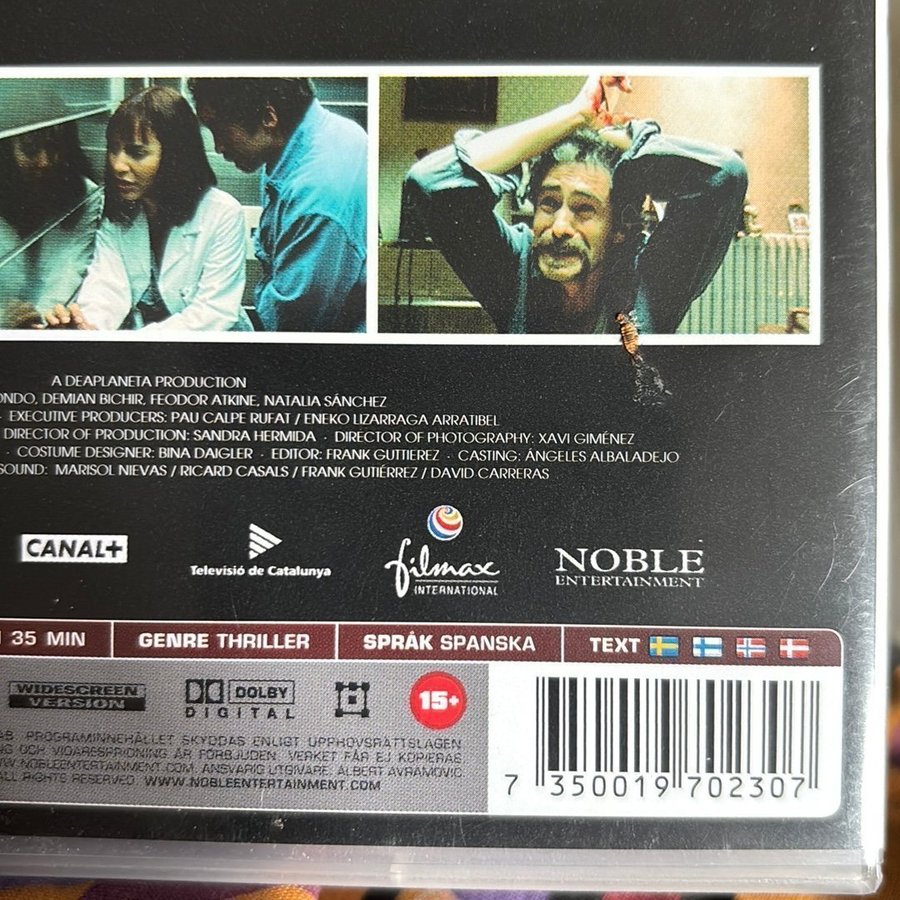 A DEAPLANETA PRODUCTION
ONDO, DEMIAN BICHIR, FEODOR ATKINE, NATALIA SÁNCHEZ
· EXECUTIVE PRODUCERS: PAU CALPE RUFAT / ENEKO LIZARRAGA ARRATIBEL
DIRECTOR OF PRODUCTION: SANDRA HERMIDA · DIRECTOR OF PHOTOGRAPHY: XAVI GIMÉNEZ
· COSTUME DESIGNER: BINA DAIGLER · EDITOR: FRANK GUTTIEREZ · CASTING: ÁNGELES ALBALADEJO
SOUND: MARISOL NIEVAS / RICARD CASALS / FRANK GUTIÉRREZ / DAVID CARRERAS
CANAL+
Televisió de Catalunya
filmax
INTERNATIONAL
NOBLE
ENTERTAINMENT
35 MIN GENRE THRILLER SPRÅK SPANSKA TEXT
WIDESCREEN
VERSION
DOLBY
DIGITAL
15+
AB. PROGRAMINNEHÅLLET SKYDDAS ENLIGT UPPHOVSRÄTTSLAGEN
NG OCH VIDARESPRIDNING ÄR FÖRBJUDEN. VERKET FÅR EJ KOPIERAS
WWW.NOBLEENTERTAINMENT.COM. ANSVARIG UTGIVARE: ALBERT AVRAMOVIC
ALL RIGHTS RESERVED. WWW.NOBLEENTERTAINMENT.COM
7 350019 702307